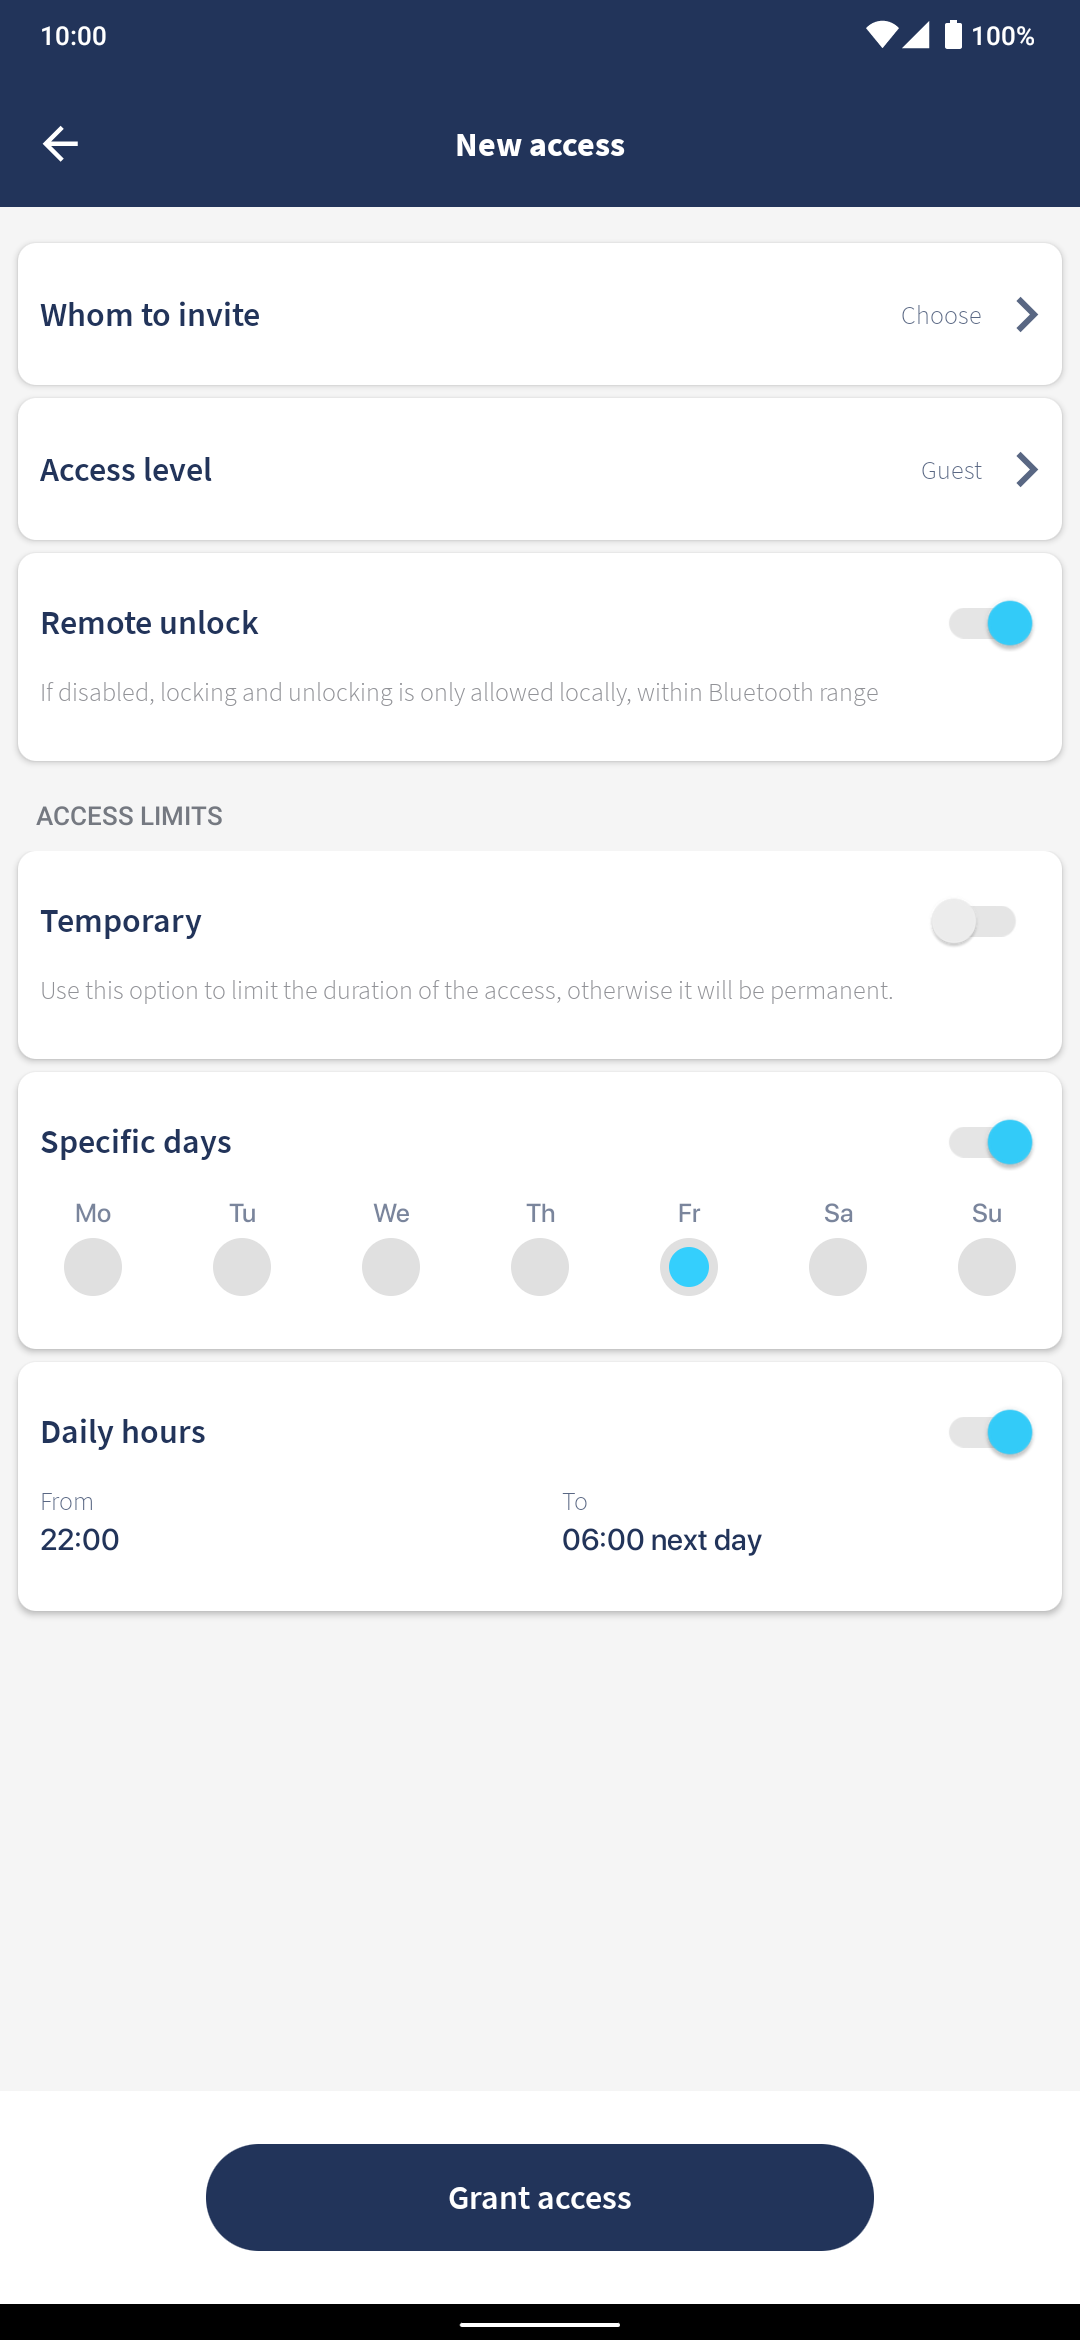 10:00
100%
New access
Whom to invite
Choose
Access level
Guest
Remote unlock
If disabled, locking and unlocking is only allowed locally, within Bluetooth range
ACCESS LIMITS
Temporary
Use this option to limit the duration of the access, otherwise it will be permanent.
Specific days
Mo Tu We Th Fr Sa Su
Daily hours
From To
22:00 06:00 next day
Grant access